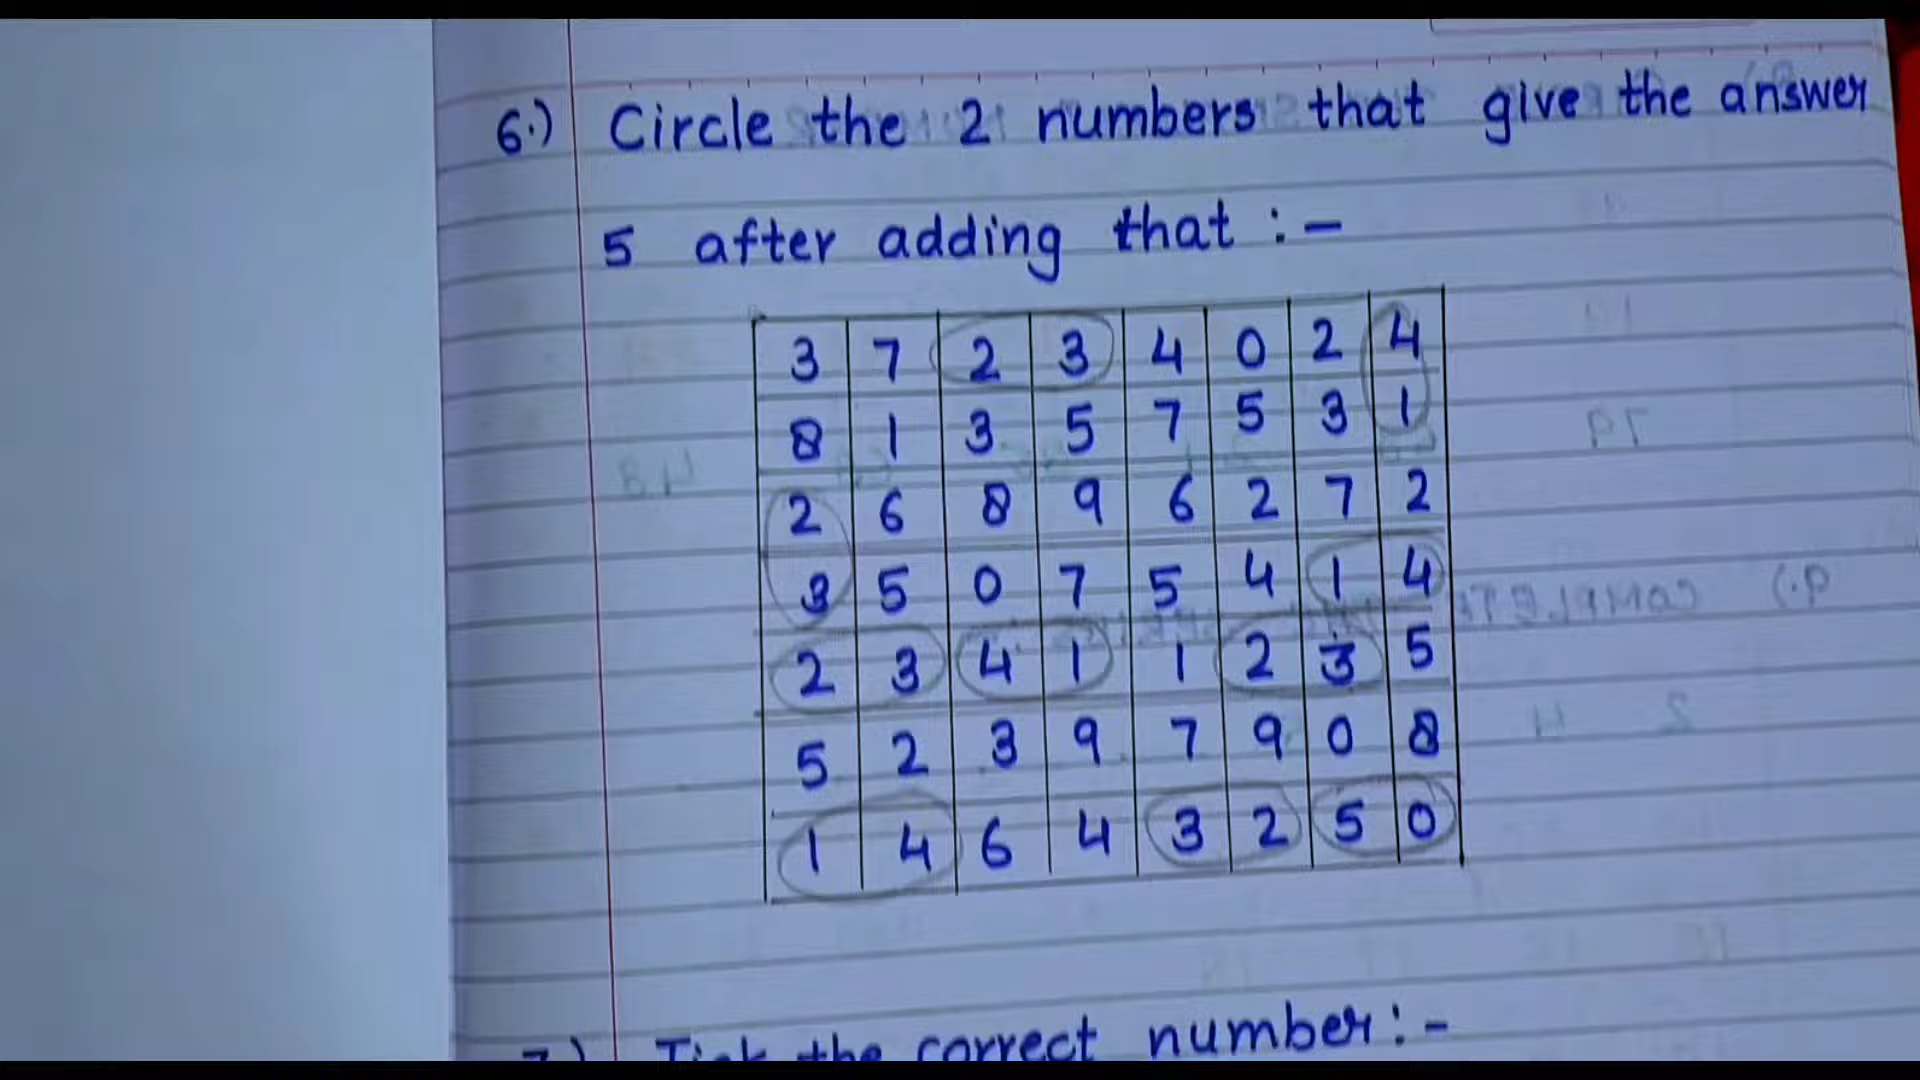 6.) Circle the 2 numbers that give the answer
5 after adding that :-
3 7 2 3 4 0 2 4
8 1 3 5 7 5 3 1
2 6 8 9 6 2 7 2
3 5 0 7 5 4 1 4
2 3 4 1 1 2 3 5
5 2 3 9 7 9 0 8
1 4 6 4 3 2 5 0
7.) Tick the correct number :-